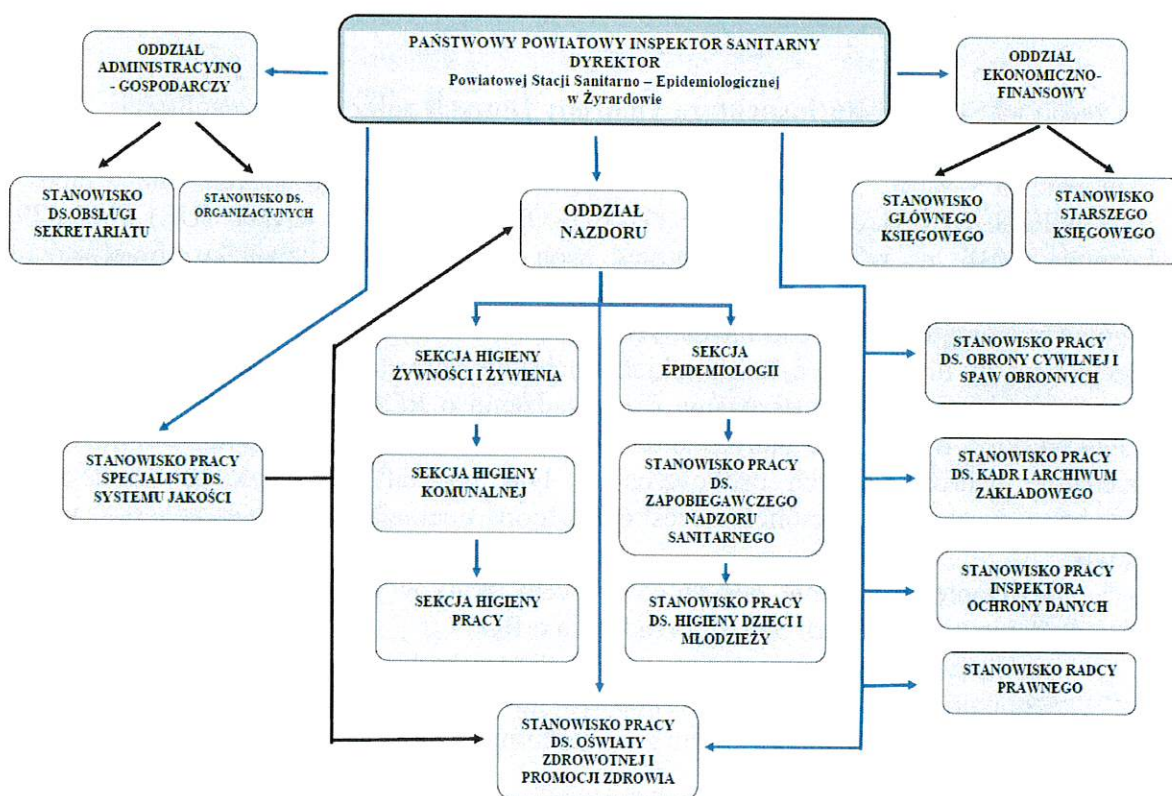 PAŃSTWOWY POWIATOWY INSPEKTOR SANITARNY
DYREKTOR
Powiatowej Stacji Sanitarno – Epidemiologicznej
w Żyrardowie
ODDZIAŁ
ADMINISTRACYJNO
- GOSPODARCZY
ODDZIAŁ
EKONOMICZNO-
FINANSOWY
STANOWISKO
DS.OBSŁUGI
SEKRETARIATU
STANOWISKO DS.
ORGANIZACYJNYCH
ODDZIAŁ
NAZDORU
STANOWISKO
GŁÓWNEGO
KSIĘGOWEGO
STANOWISKO
STARSZEGO
KSIĘGOWEGO
SEKCJA HIGIENY
ŻYWNOŚCI I ŻYWIENIA
SEKCJA
EPIDEMIOLOGII
STANOWISKO PRACY
DS. OBRONY CYWILNEJ I
SPAW OBRONNYCH
STANOWISKO PRACY
SPECJALISTY DS.
SYSTEMU JAKOŚCI
SEKCJA HIGIENY
KOMUNALNEJ
STANOWISKO PRACY
DS.
ZAPOBIEGAWCZEGO
NADZORU
SANITARNEGO
STANOWISKO PRACY
DS. KADR I ARCHIWUM
ZAKŁADOWEGO
SEKCJA HIGIENY
PRACY
STANOWISKO PRACY
DS. HIGIENY DZIECI I
MŁODZIEŻY
STANOWISKO PRACY
INSPEKTORA
OCHRONY DANYCH
STANOWISKO RADCY
PRAWNEGO
STANOWISKO PRACY
DS. OŚWIATY
ZDROWOTNEJ I
PROMOCJI ZDROWIA